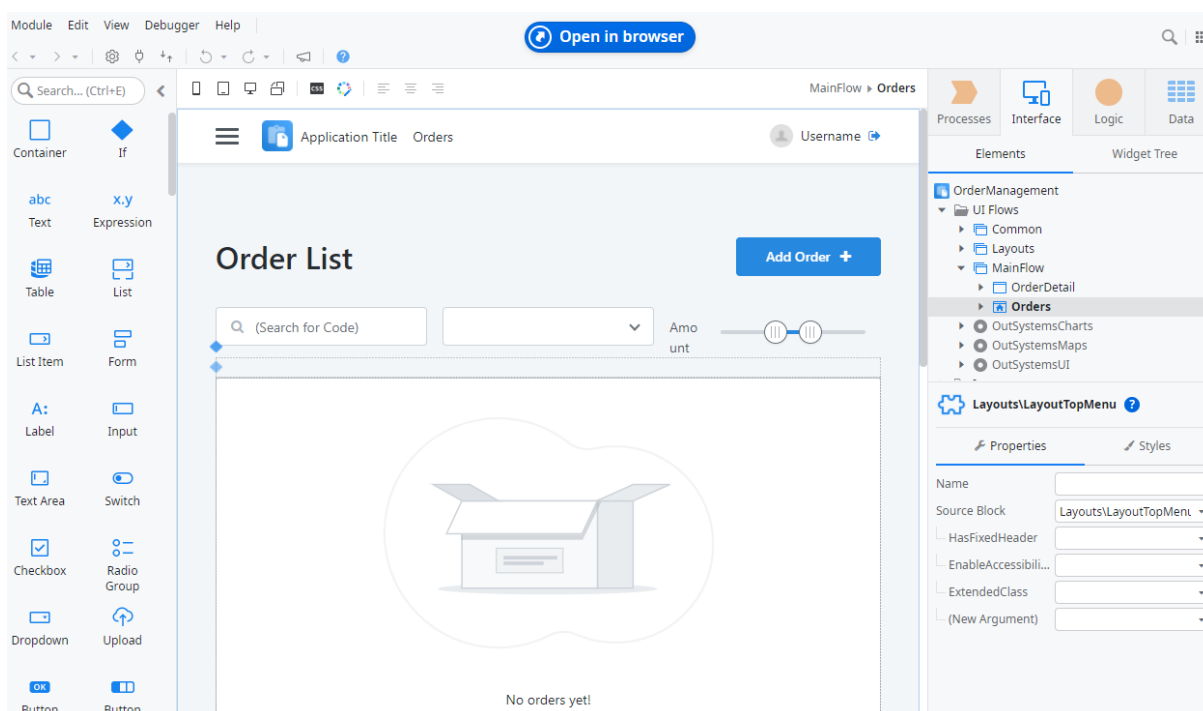 Module Edit View Debugger Help
Open in browser
Search... (Ctrl+E)
CSS
MainFlow ▸ Orders
Processes Interface Logic Data
Container If
abc x.y
Text Expression
Table List
List Item Form
A:
Label Input
Text Area Switch
Checkbox Radio
Group
Dropdown Upload
OK
Button Button
Application Title Orders
Username
Order List
Add Order +
(Search for Code)
Amo
unt
No orders yet!
Elements Widget Tree
OrderManagement
UI Flows
Common
Layouts
MainFlow
OrderDetail
Orders
OutSystemsCharts
OutSystemsMaps
OutSystemsUI
Layouts\LayoutTopMenu ?
Properties Styles
Name
Source Block Layouts\LayoutTopMenu
HasFixedHeader
EnableAccessibili...
ExtendedClass
(New Argument)